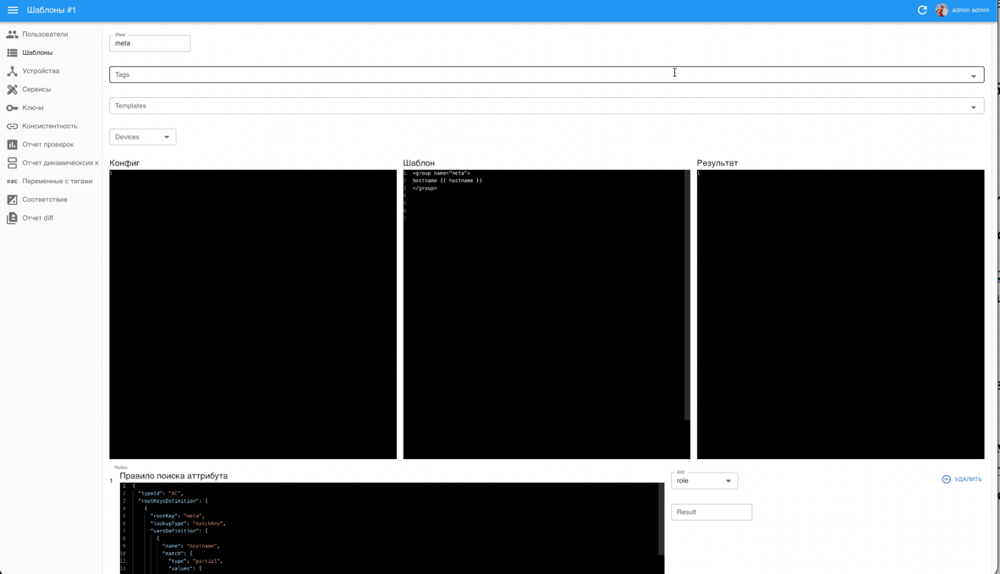 Шаблоны #1
admin admin
Пользователи
Шаблоны
Устройства
Сервисы
Ключи
Консистентность
Отчет проверок
Отчет динамических к.
Переменные с тегами
Соответствие
Отчет diff
Имя
meta
Tags
Templates
Devices
Конфиг
1
Шаблон
1 <group name="meta">
2 hostname {{ hostname }}
3 </group>
4
5
6
7
Результат
1
Rules
1
Правило поиска аттрибута
1 {
2 "typeId": "AC",
3 "rootKeysDefinition": [
4 {
5 "rootKey": "meta",
6 "lookupType": "matchAny",
7 "varsDefinition": [
8 {
9 "name": "hostname",
10 "match": {
11 "type": "partial",
12 "values": [
Attr
role
УДАЛИТЬ
Result